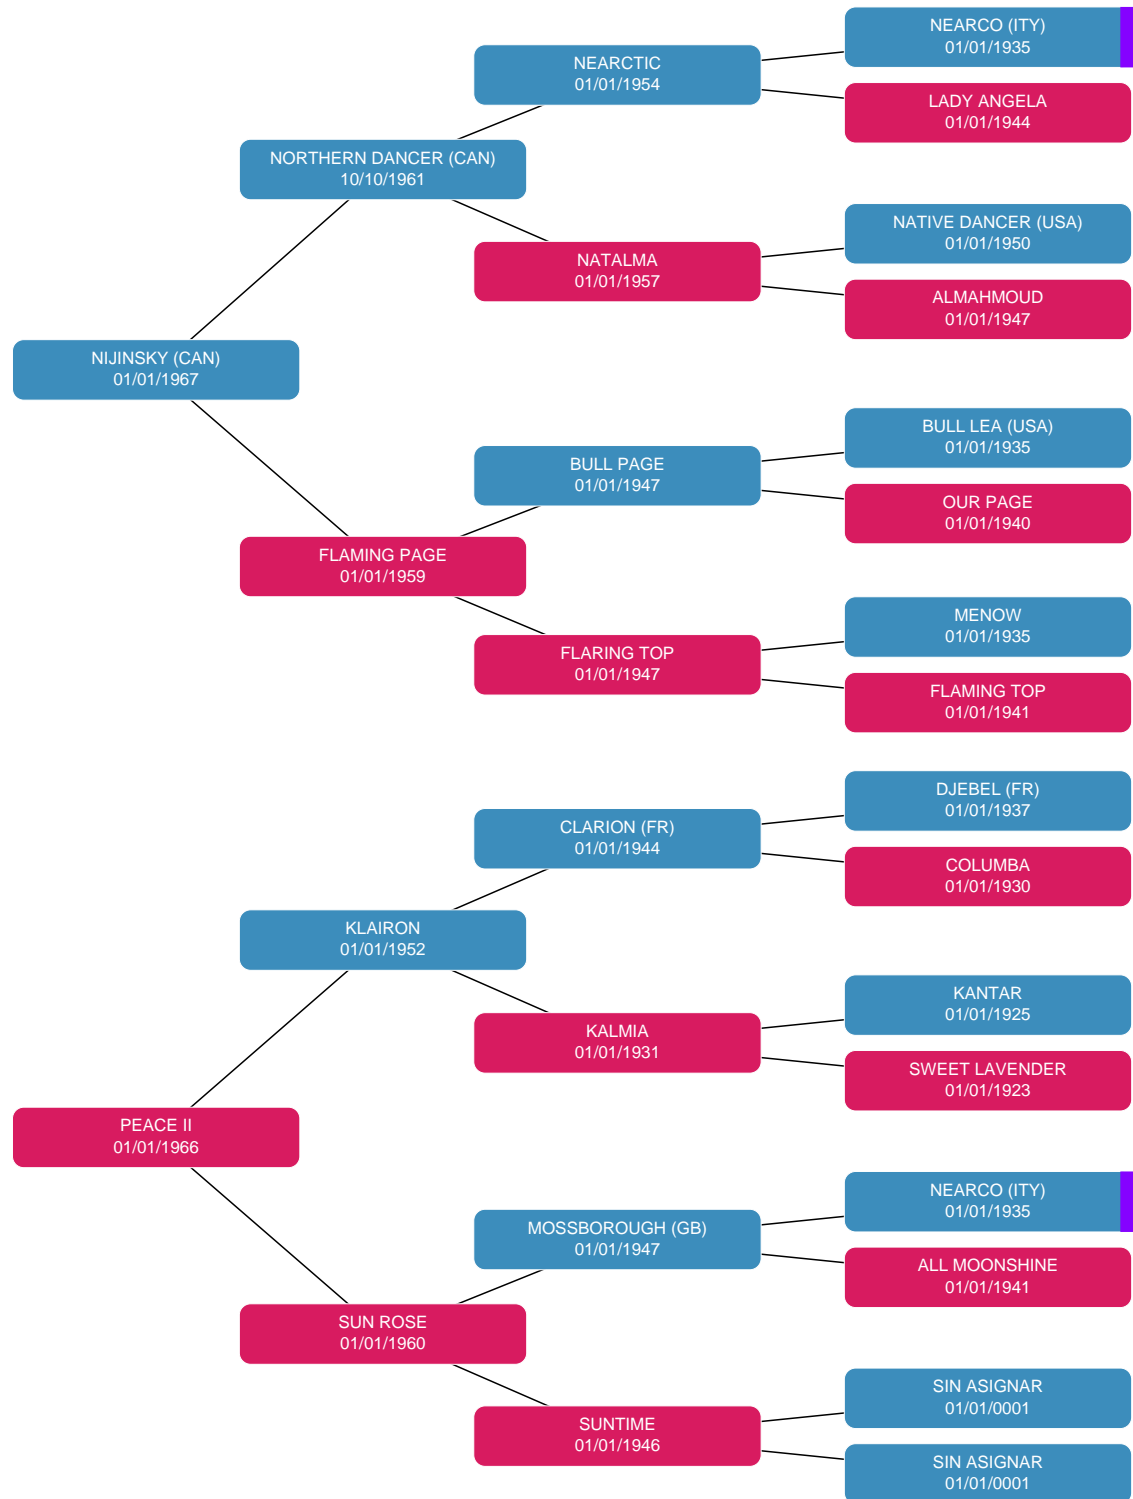 NEARCO (ITY)
01/01/1935
NEARCTIC
01/01/1954
LADY ANGELA
01/01/1944
NORTHERN DANCER (CAN)
10/10/1961
NATIVE DANCER (USA)
01/01/1950
NATALMA
01/01/1957
ALMAHMOUD
01/01/1947
NIJINSKY (CAN)
01/01/1967
BULL LEA (USA)
01/01/1935
BULL PAGE
01/01/1947
OUR PAGE
01/01/1940
FLAMING PAGE
01/01/1959
MENOW
01/01/1935
FLARING TOP
01/01/1947
FLAMING TOP
01/01/1941
DJEBEL (FR)
01/01/1937
CLARION (FR)
01/01/1944
COLUMBA
01/01/1930
KLAIRON
01/01/1952
KANTAR
01/01/1925
KALMIA
01/01/1931
SWEET LAVENDER
01/01/1923
PEACE II
01/01/1966
NEARCO (ITY)
01/01/1935
MOSSBOROUGH (GB)
01/01/1947
ALL MOONSHINE
01/01/1941
SUN ROSE
01/01/1960
SIN ASIGNAR
01/01/0001
SUNTIME
01/01/1946
SIN ASIGNAR
01/01/0001